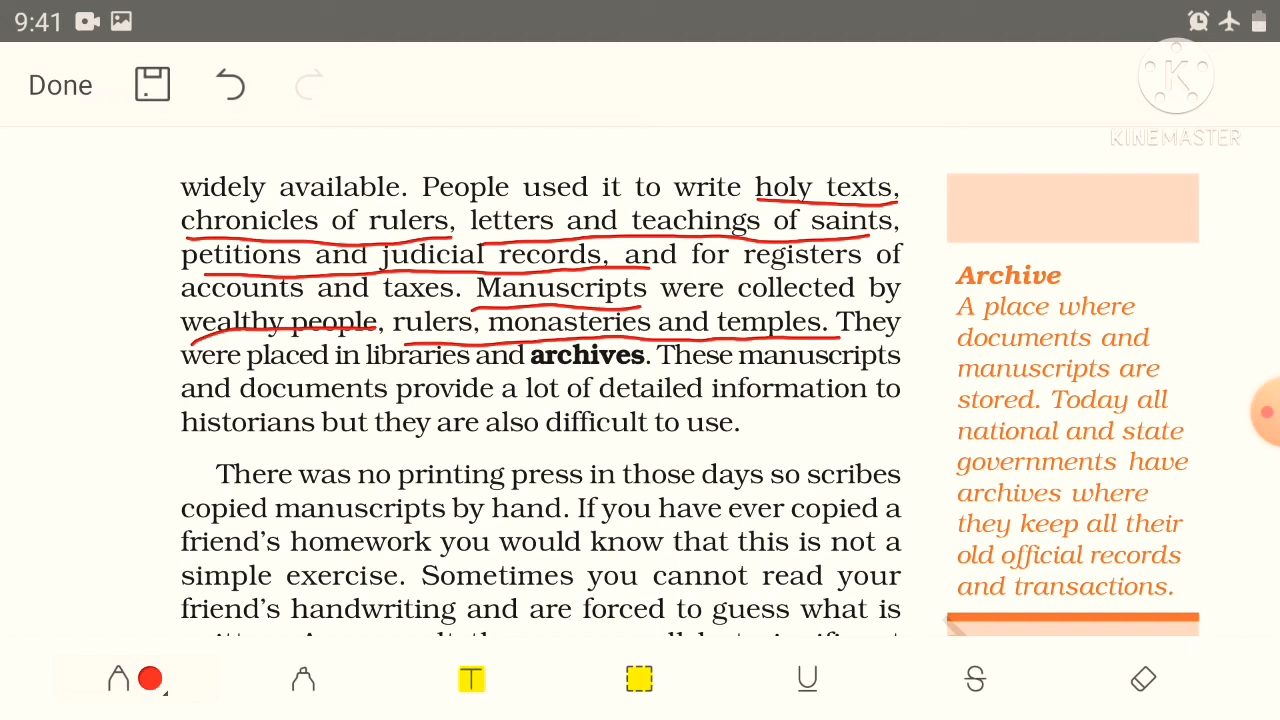 9:41
Done
KINEMASTER
widely available. People used it to write holy texts,
chronicles of rulers, letters and teachings of saints,
petitions and judicial records, and for registers of
accounts and taxes. Manuscripts were collected by
wealthy people, rulers, monasteries and temples. They
were placed in libraries and archives. These manuscripts
and documents provide a lot of detailed information to
historians but they are also difficult to use.
There was no printing press in those days so scribes
copied manuscripts by hand. If you have ever copied a
friend's homework you would know that this is not a
simple exercise. Sometimes you cannot read your
friend's handwriting and are forced to guess what is
Archive
A place where
documents and
manuscripts are
stored. Today all
national and state
governments have
archives where
they keep all their
old official records
and transactions.